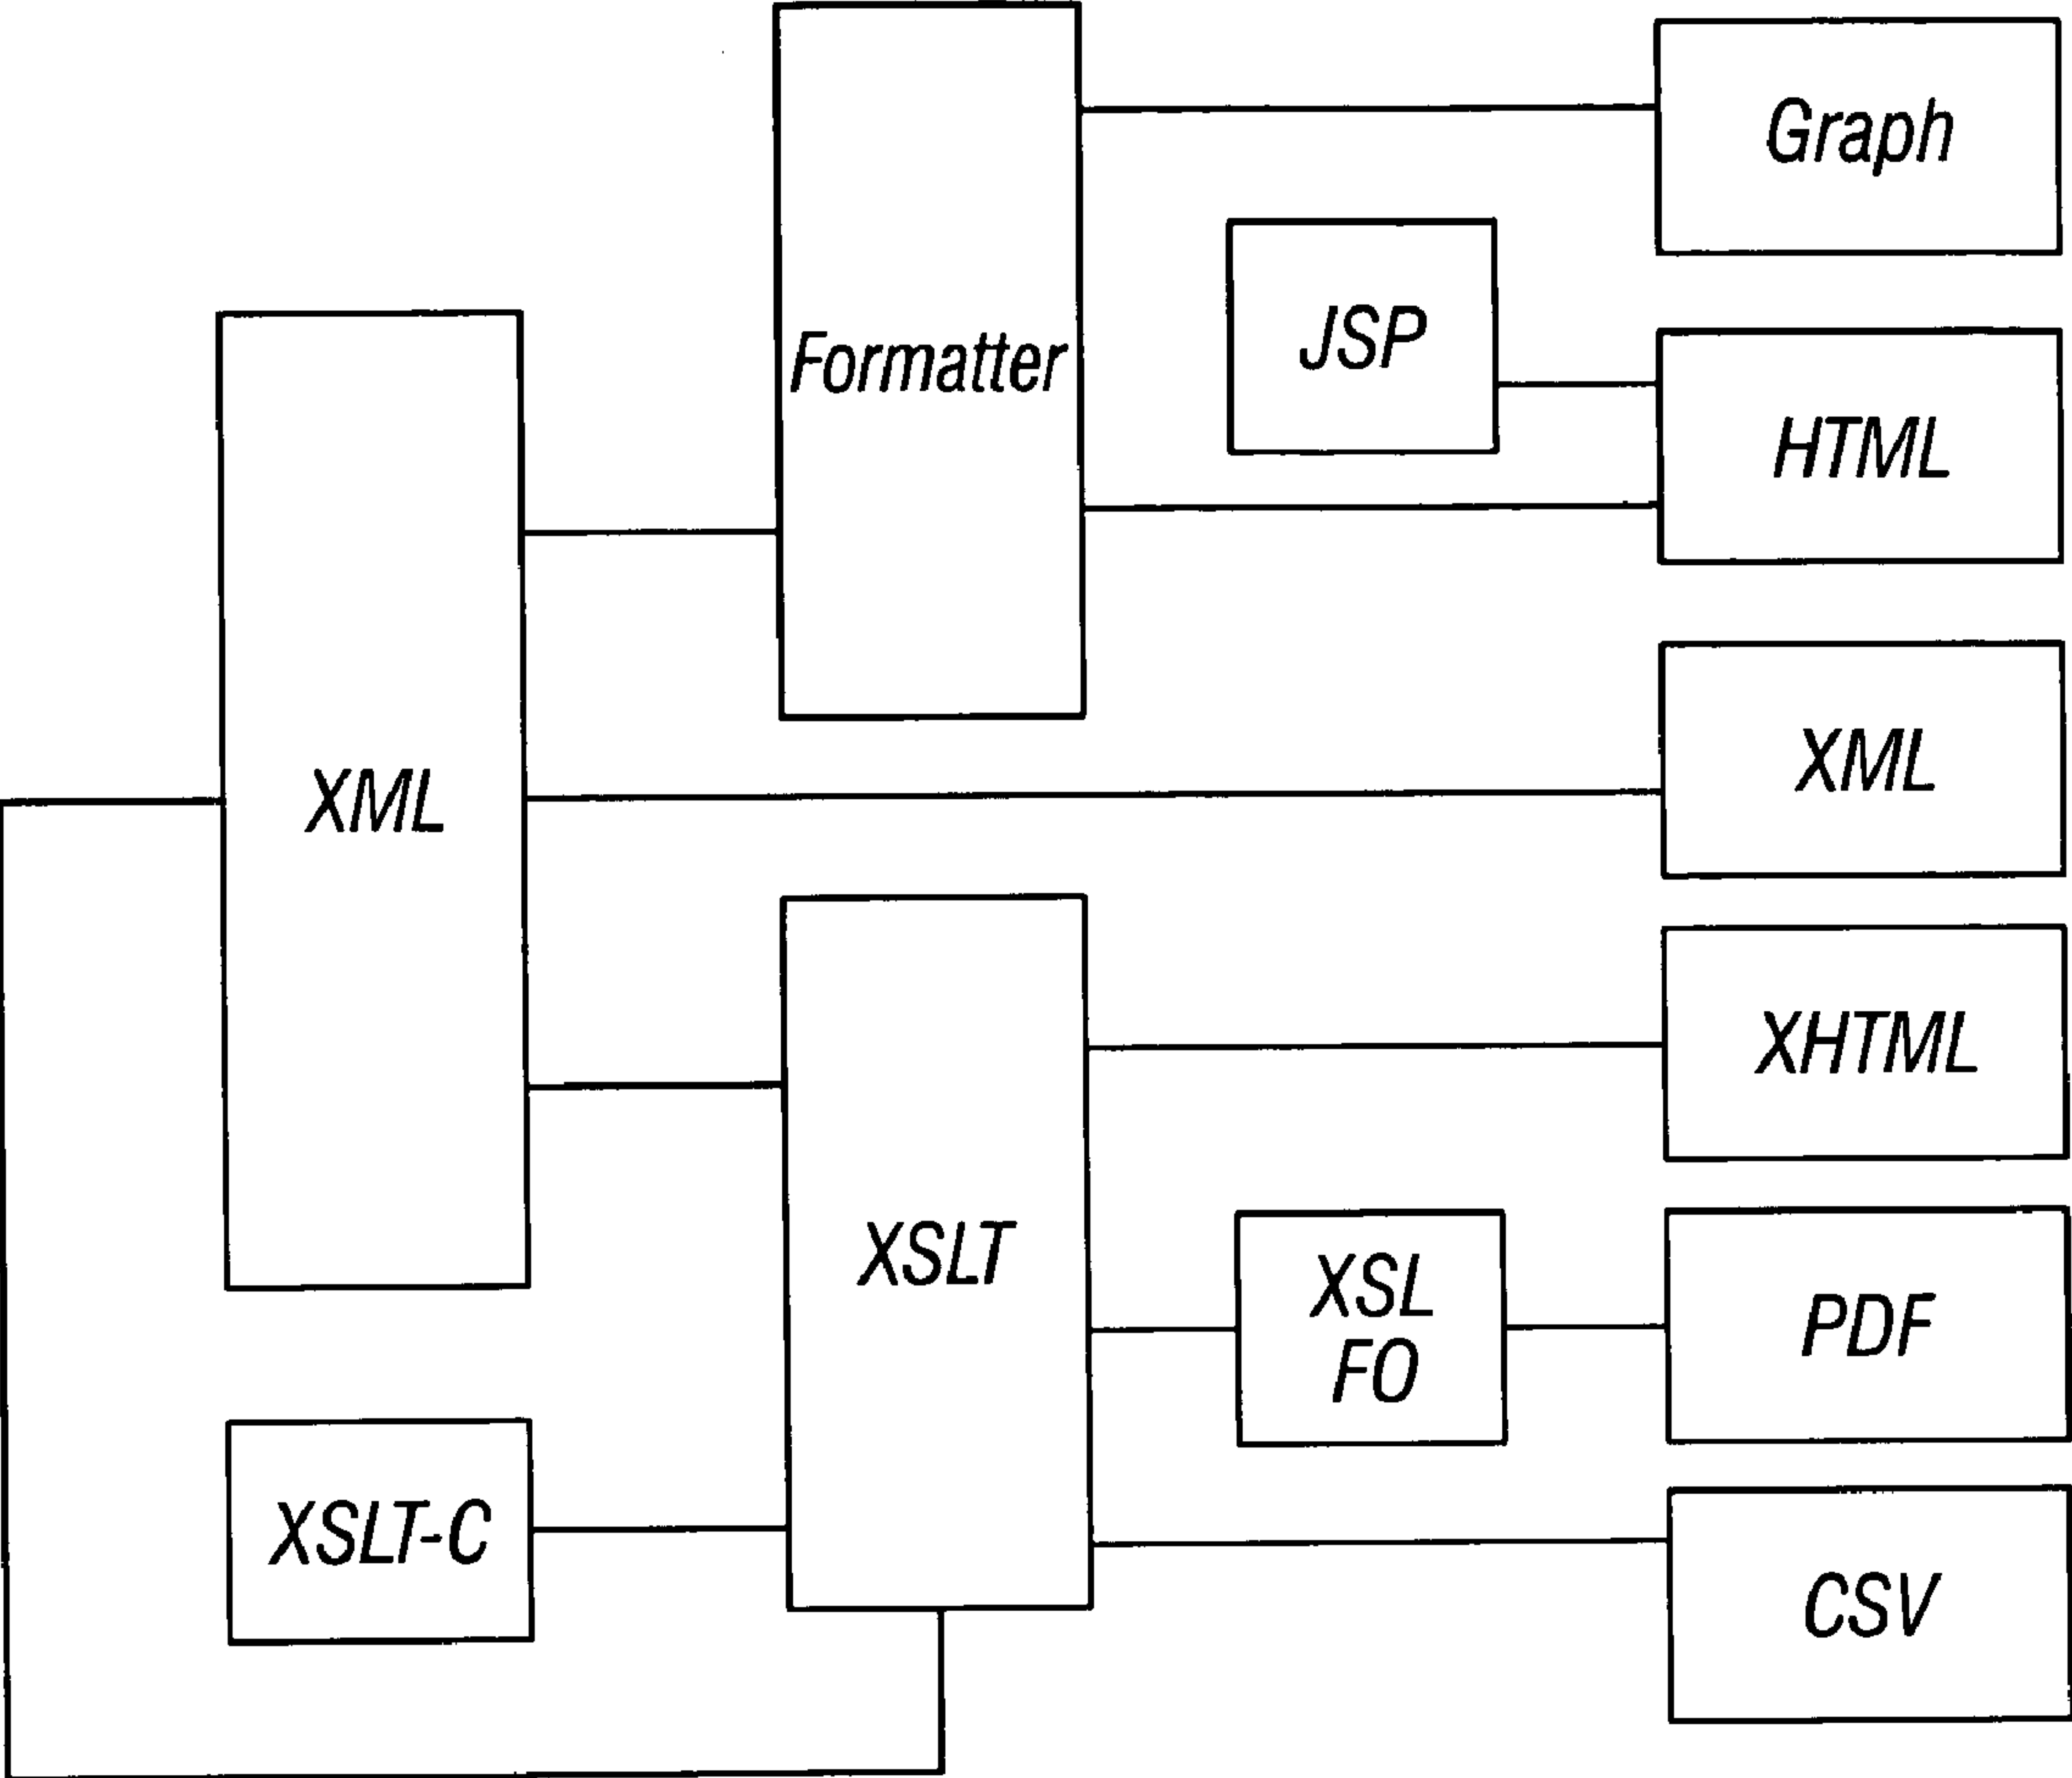 Graph
JSP
Formatter
HTML
XML
XML
XHTML
XSLT
XSL
FO
PDF
XSLT-C
CSV